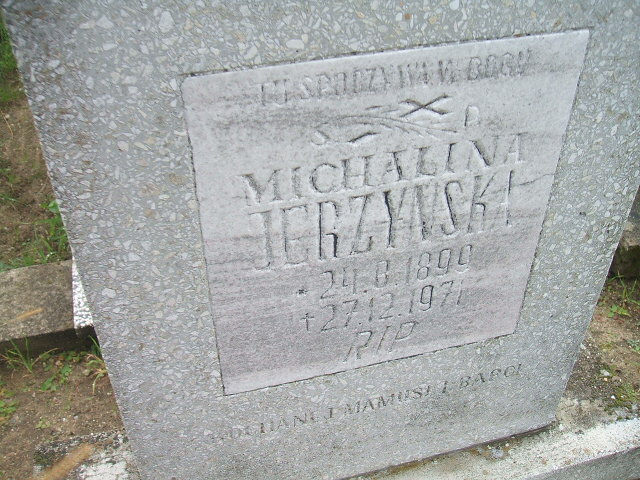 TU SPOCZYWA W BOGU
Ś P
MICHALINA
JERZYŃSKA
* 24.8.1899
+ 27.12.1971
RIP
KOCHANEJ MAMUSI I BABCI